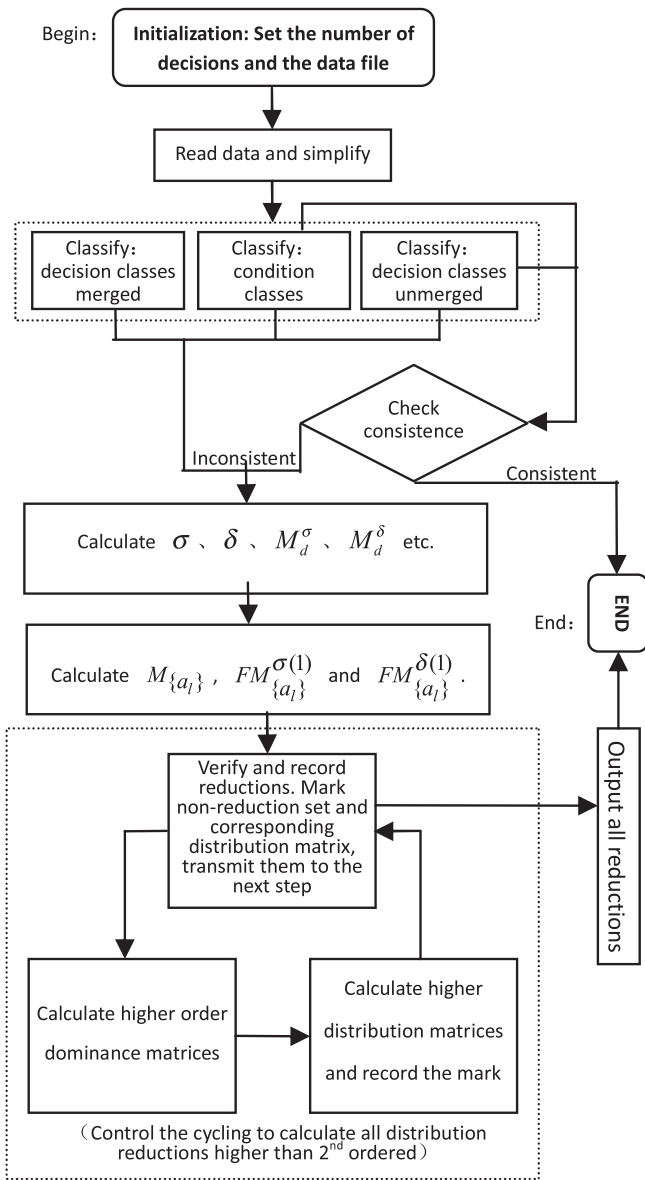 Begin：
Initialization: Set the number of
decisions and the data file
Read data and simplify
Classify：
decision classes
merged
Classify：
condition
classes
Classify：
decision classes
unmerged
Check
consistence
Inconsistent
Consistent
Calculate σ 、 δ 、 M_d^σ 、 M_d^δ etc.
End：
END
Calculate M_{a_l} , FM_{a_l}^{σ(1)} and FM_{a_l}^{δ(1)} .
Verify and record
reductions. Mark
non-reduction set and
corresponding
distribution matrix,
transmit them to the
next step
Output all reductions
Calculate higher order
dominance matrices
Calculate higher
distribution matrices
and record the mark
（Control the cycling to calculate all distribution
reductions higher than 2nd ordered）